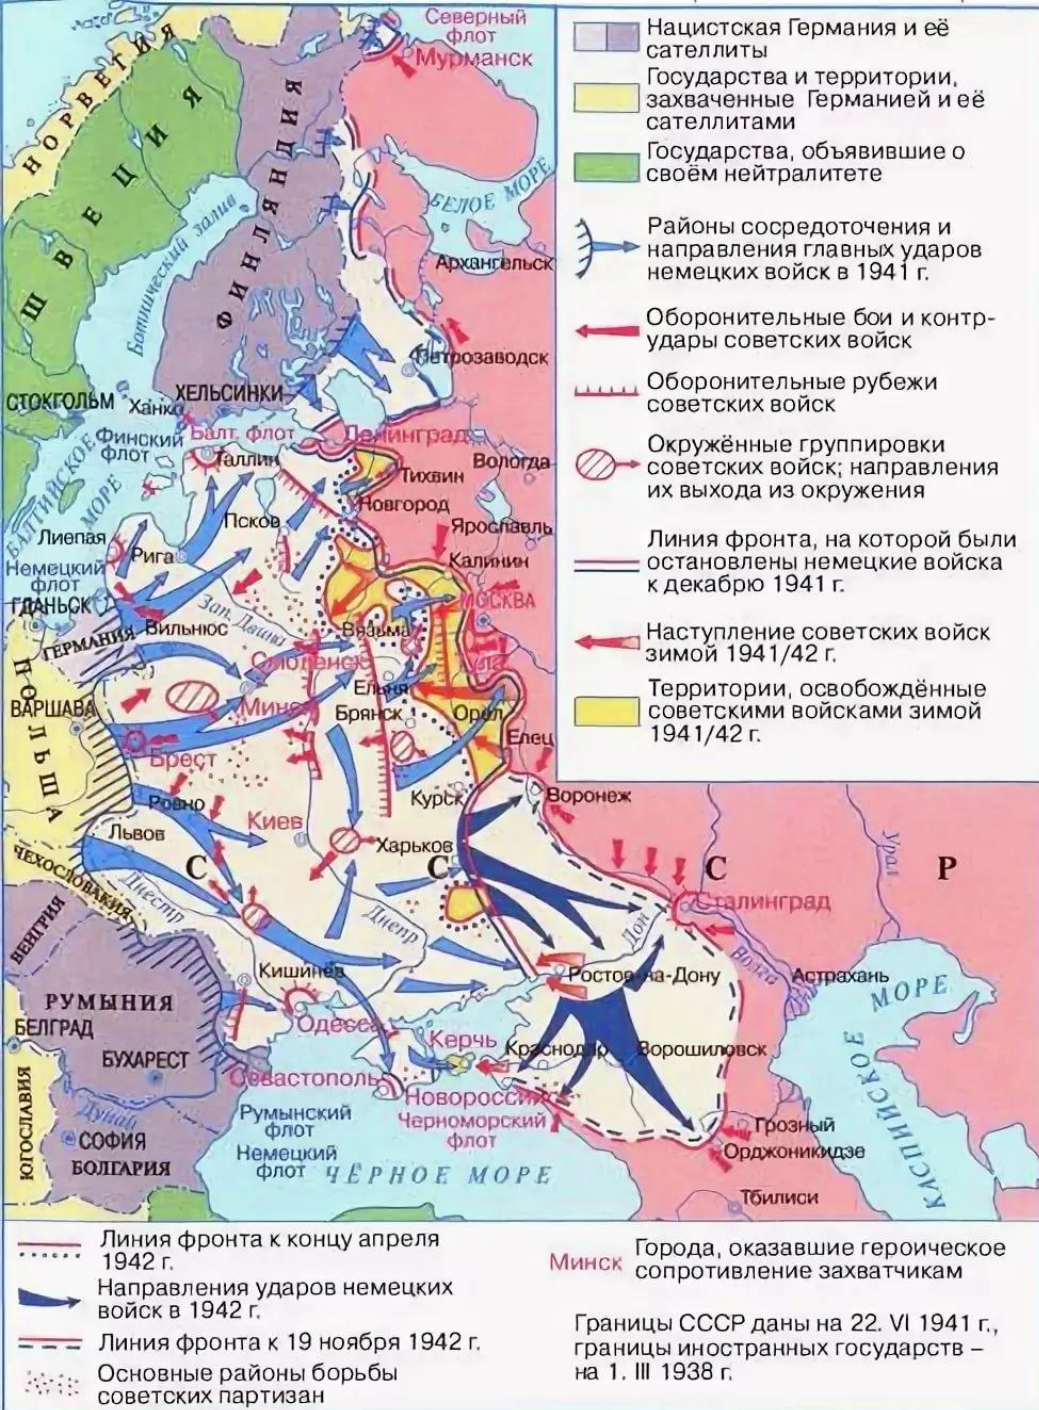 Северный
флот
Мурманск
НОРВЕГИЯ
ШВЕЦИЯ
ФИНЛЯНДИЯ
Ботнический залив
БЕЛОЕ МОРЕ
Архангельск
Петрозаводск
СТОКГОЛЬМ
Ханко
ХЕЛЬСИНКИ
Финский
флот
Балт. флот
Ленинград
Таллин
Тихвин
Вологда
БАЛТИЙСКОЕ
МОРЕ
Новгород
Псков
Ярославль
Лиепая
Рига
Калинин
Немецкий
флот
МОСКВА
ГДАНЬСК
Зап. Двина
Вильнюс
Вязьма
ГЕРМАНИЯ
Смоленск
Тула
ПОЛЬША
Ельня
ВАРШАВА
Минск
Брянск
Орёл
Елец
Брест
Ровно
Курск
Воронеж
Киев
Львов
Харьков
С С С Р
Урал
ЧЕХОСЛОВАКИЯ
Днестр
Днепр
Дон
Сталинград
Волга
ВЕНГРИЯ
Кишинёв
Ростов-на-Дону
Астрахань
РУМЫНИЯ
БЕЛГРАД
Одесса
Керчь
БУХАРЕСТ
Краснодар
Ворошиловск
КАСПИЙСКОЕ
МОРЕ
Севастополь
Новороссийск
ЮГОСЛАВИЯ
Дунай
Румынский
флот
Черноморский
флот
Грозный
СОФИЯ
Немецкий
флот
Орджоникидзе
БОЛГАРИЯ
ЧЁРНОЕ МОРЕ
Тбилиси
Нацистская Германия и её
сателлиты
Государства и территории,
захваченные Германией и её
сателлитами
Государства, объявившие о
своём нейтралитете
Районы сосредоточения и
направления главных ударов
немецких войск в 1941 г.
Оборонительные бои и контр-
удары советских войск
Оборонительные рубежи
советских войск
Окружённые группировки
советских войск; направления
их выхода из окружения
Линия фронта, на которой были
остановлены немецкие войска
к декабрю 1941 г.
Наступление советских войск
зимой 1941/42 г.
Территории, освобождённые
советскими войсками зимой
1941/42 г.
Линия фронта к концу апреля
1942 г.
Направления ударов немецких
войск в 1942 г.
Линия фронта к 19 ноября 1942 г.
Основные районы борьбы
советских партизан
Минск
Города, оказавшие героическое
сопротивление захватчикам
Границы СССР даны на 22. VI 1941 г.,
границы иностранных государств –
на 1. III 1938 г.